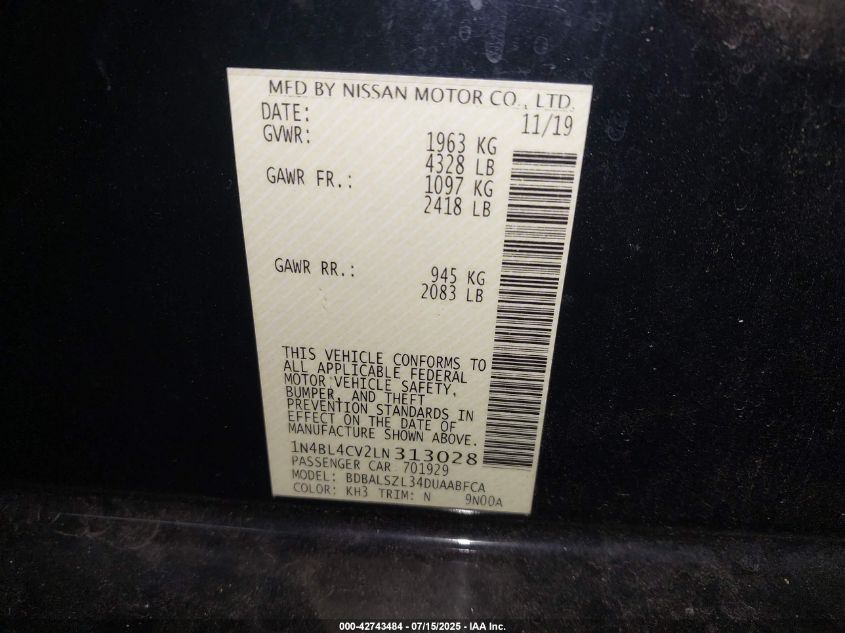 MFD BY NISSAN MOTOR CO., LTD.
DATE: 11/19
GVWR: 1963 KG
4328 LB
GAWR FR.: 1097 KG
2418 LB
GAWR RR.: 945 KG
2083 LB
THIS VEHICLE CONFORMS TO
ALL APPLICABLE FEDERAL
MOTOR VEHICLE SAFETY,
BUMPER, AND THEFT
PREVENTION STANDARDS IN
EFFECT ON THE DATE OF
MANUFACTURE SHOWN ABOVE.
1N4BL4CV2LN313028
PASSENGER CAR 701929
MODEL: BDBALSZL34DUAABFCA
COLOR: KH3 TRIM: N 9N00A
000-42743484 - 07/15/2025 - IAA Inc.